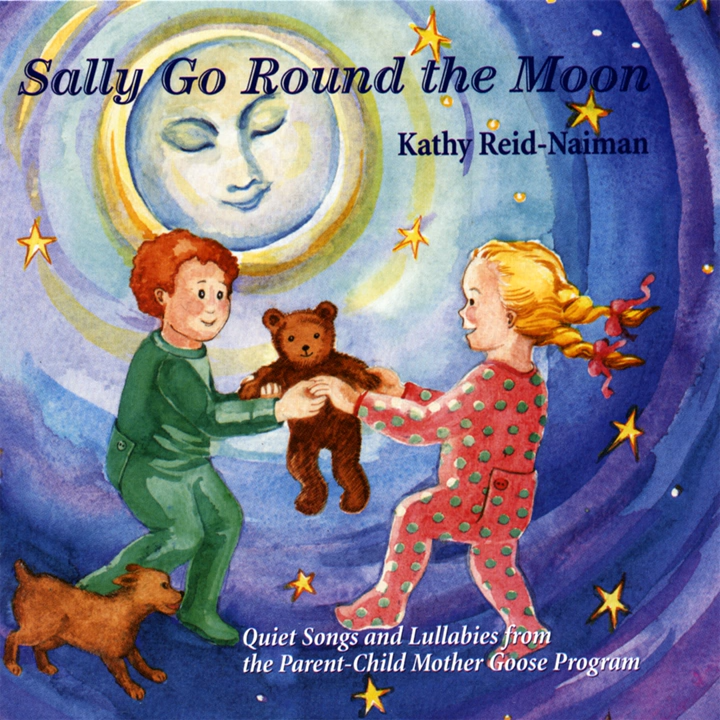 Sally Go Round the Moon
Kathy Reid-Naiman
Quiet Songs and Lullabies from
the Parent-Child Mother Goose Program